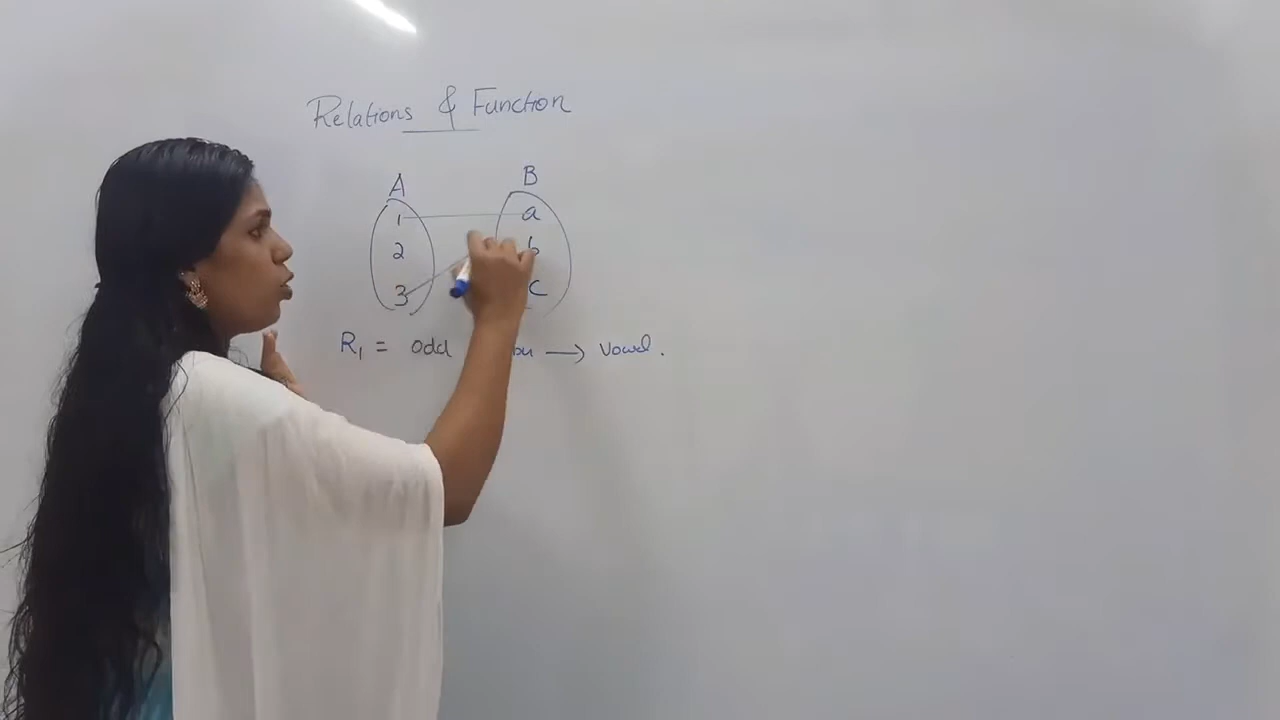 Relations & Function
A B
1 a
2 b
3 c
R1 = odd → vowel.